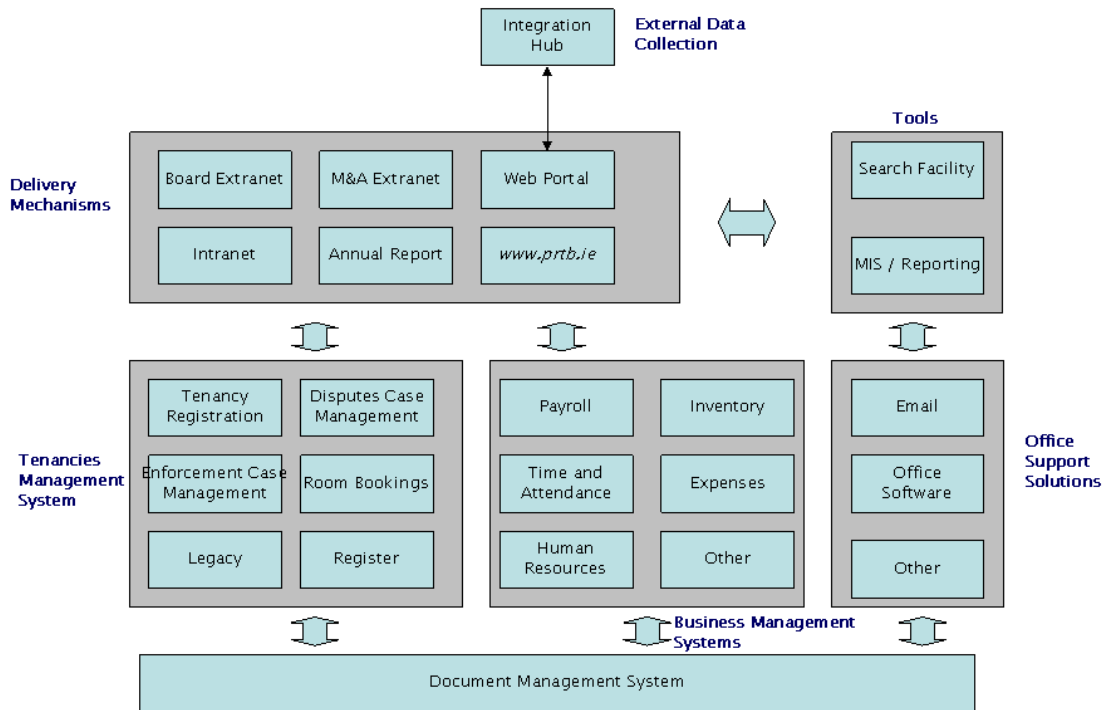 Integration
Hub
External Data
Collection
Tools
Delivery
Mechanisms
Board Extranet
M&A Extranet
Web Portal
Intranet
Annual Report
www.prtb.ie
Search Facility
MIS / Reporting
Tenancies
Management
System
Tenancy
Registration
Disputes Case
Management
Enforcement Case
Management
Room Bookings
Legacy
Register
Payroll
Inventory
Time and
Attendance
Expenses
Human
Resources
Other
Business Management
Systems
Email
Office
Software
Other
Office
Support
Solutions
Document Management System